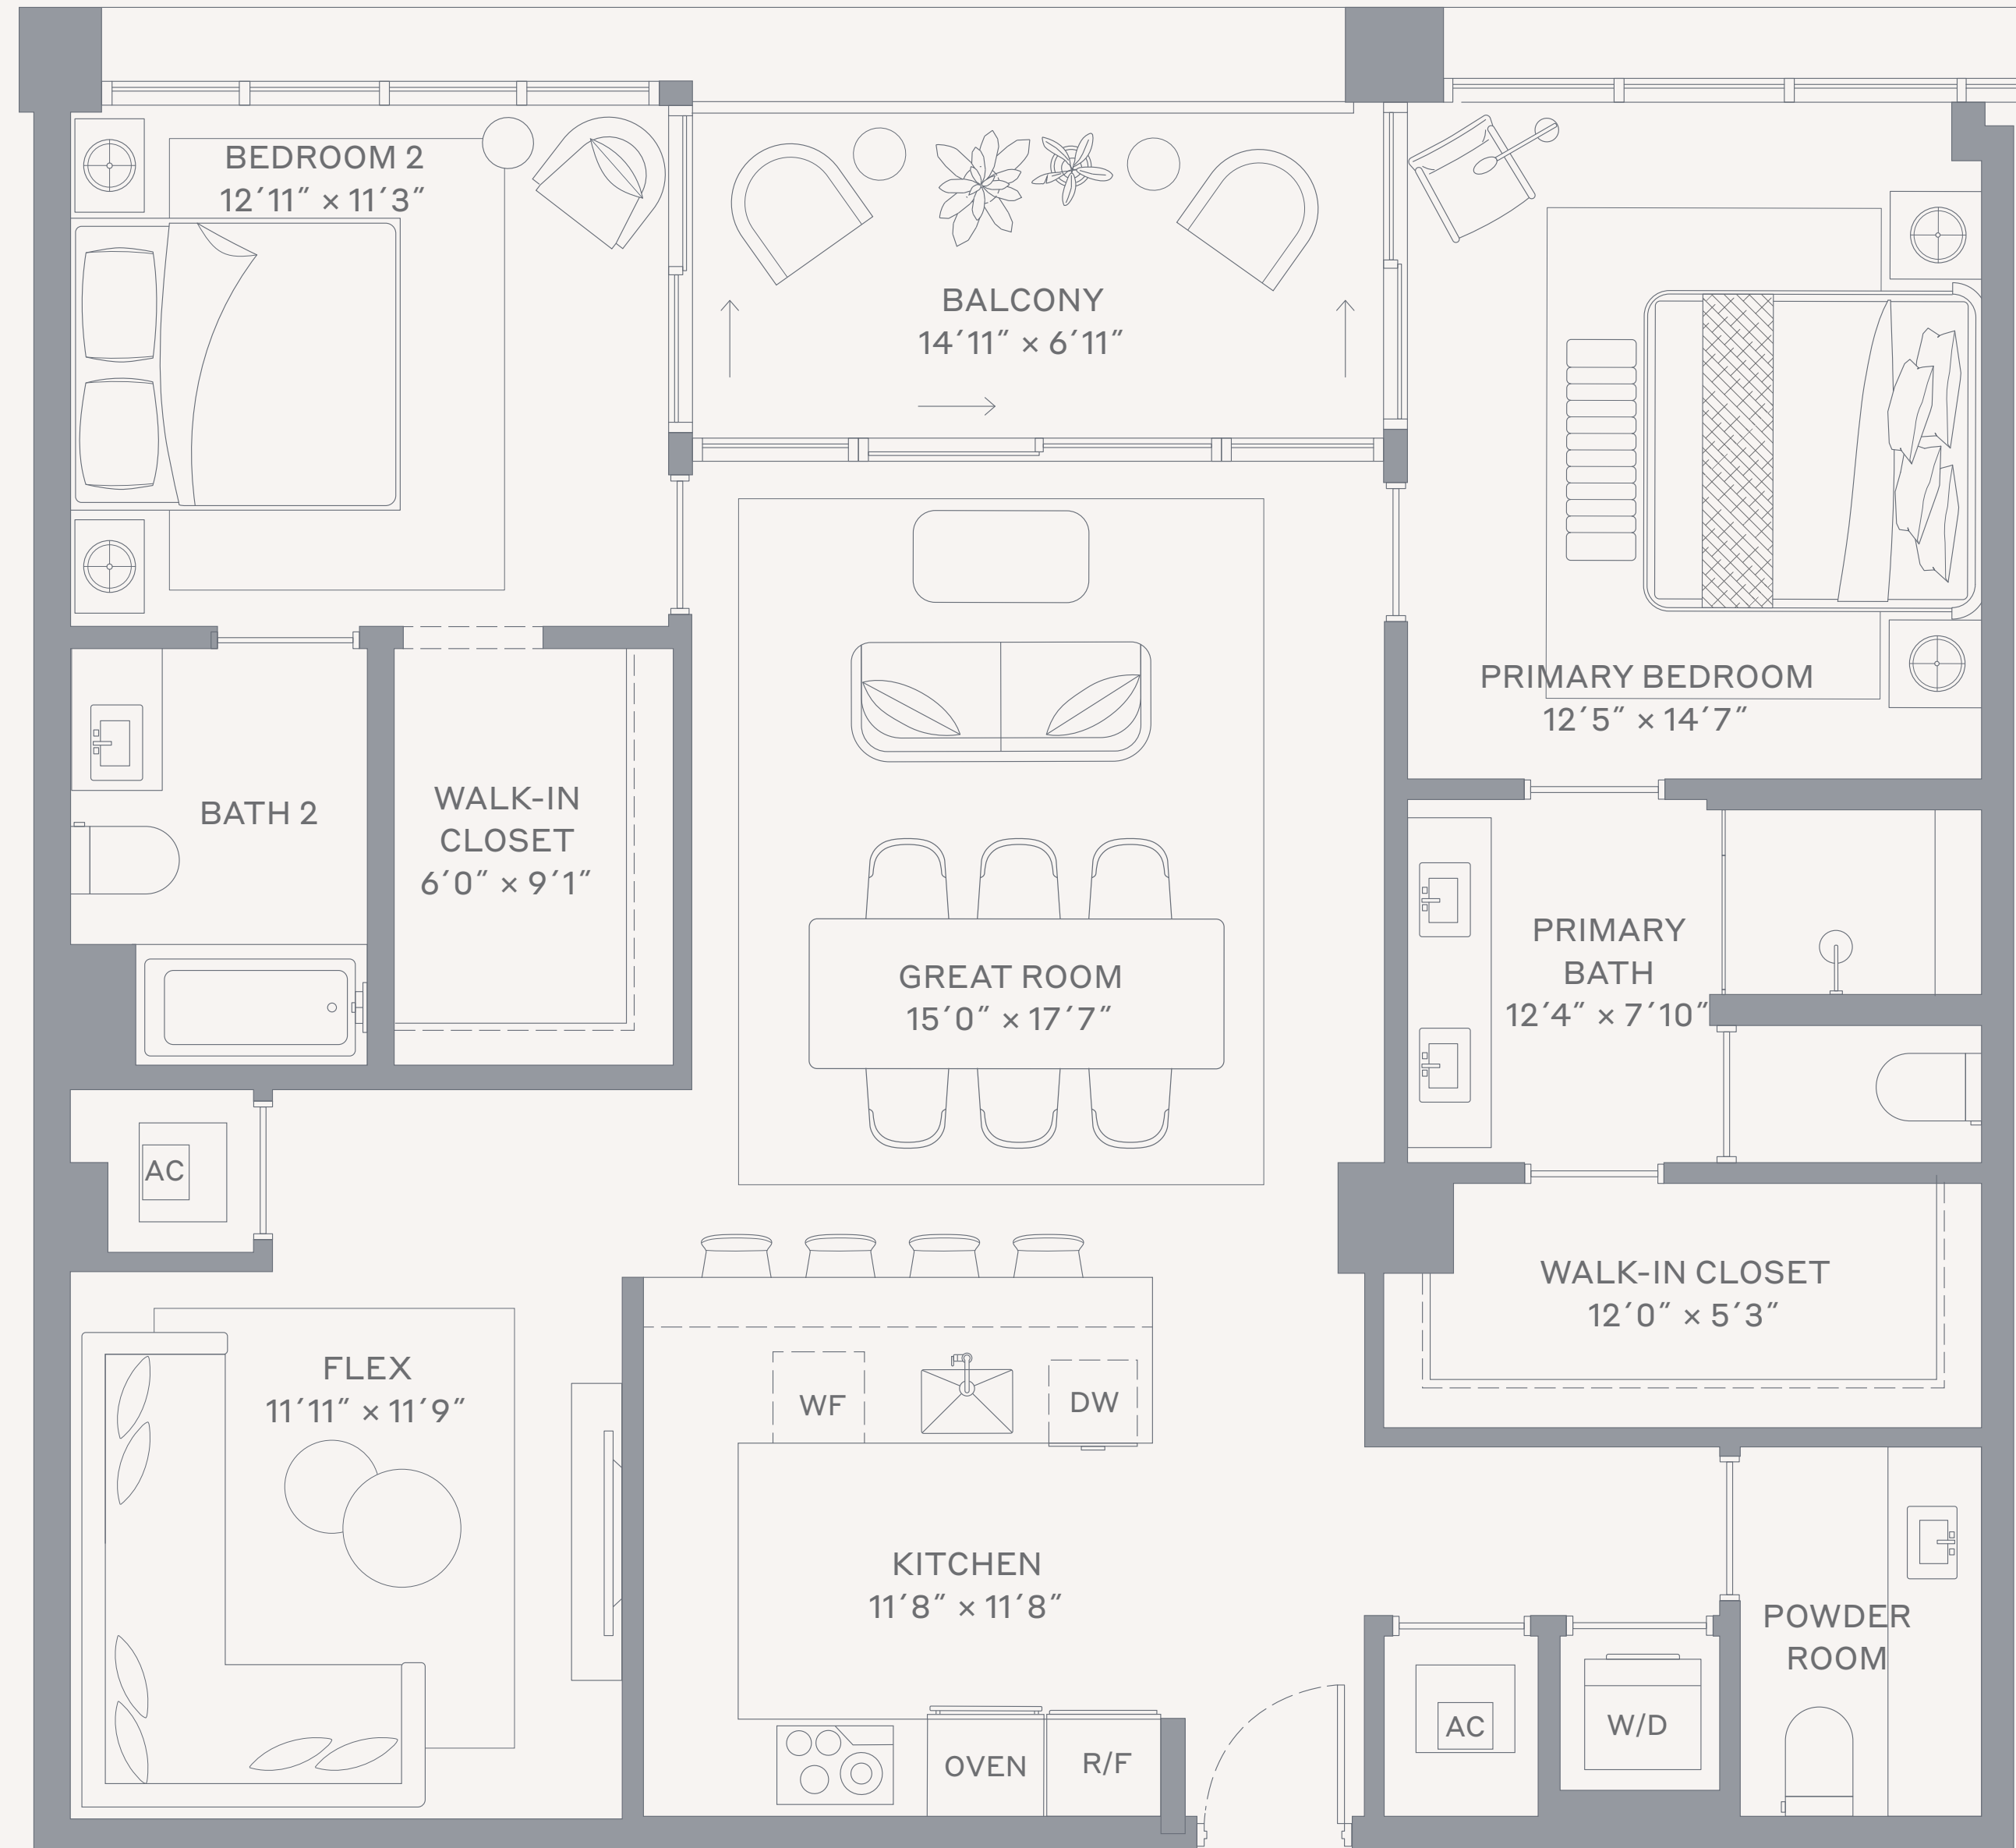 BEDROOM 2
12′11″ × 11′3″
BALCONY
14′11″ × 6′11″
PRIMARY BEDROOM
12′5″ × 14′7″
BATH 2
WALK-IN
CLOSET
6′0″ × 9′1″
GREAT ROOM
15′0″ × 17′7″
PRIMARY
BATH
12′4″ × 7′10″
AC
WALK-IN CLOSET
12′0″ × 5′3″
FLEX
11′11″ × 11′9″
WF
DW
KITCHEN
11′8″ × 11′8″
POWDER
ROOM
OVEN
R/F
AC
W/D